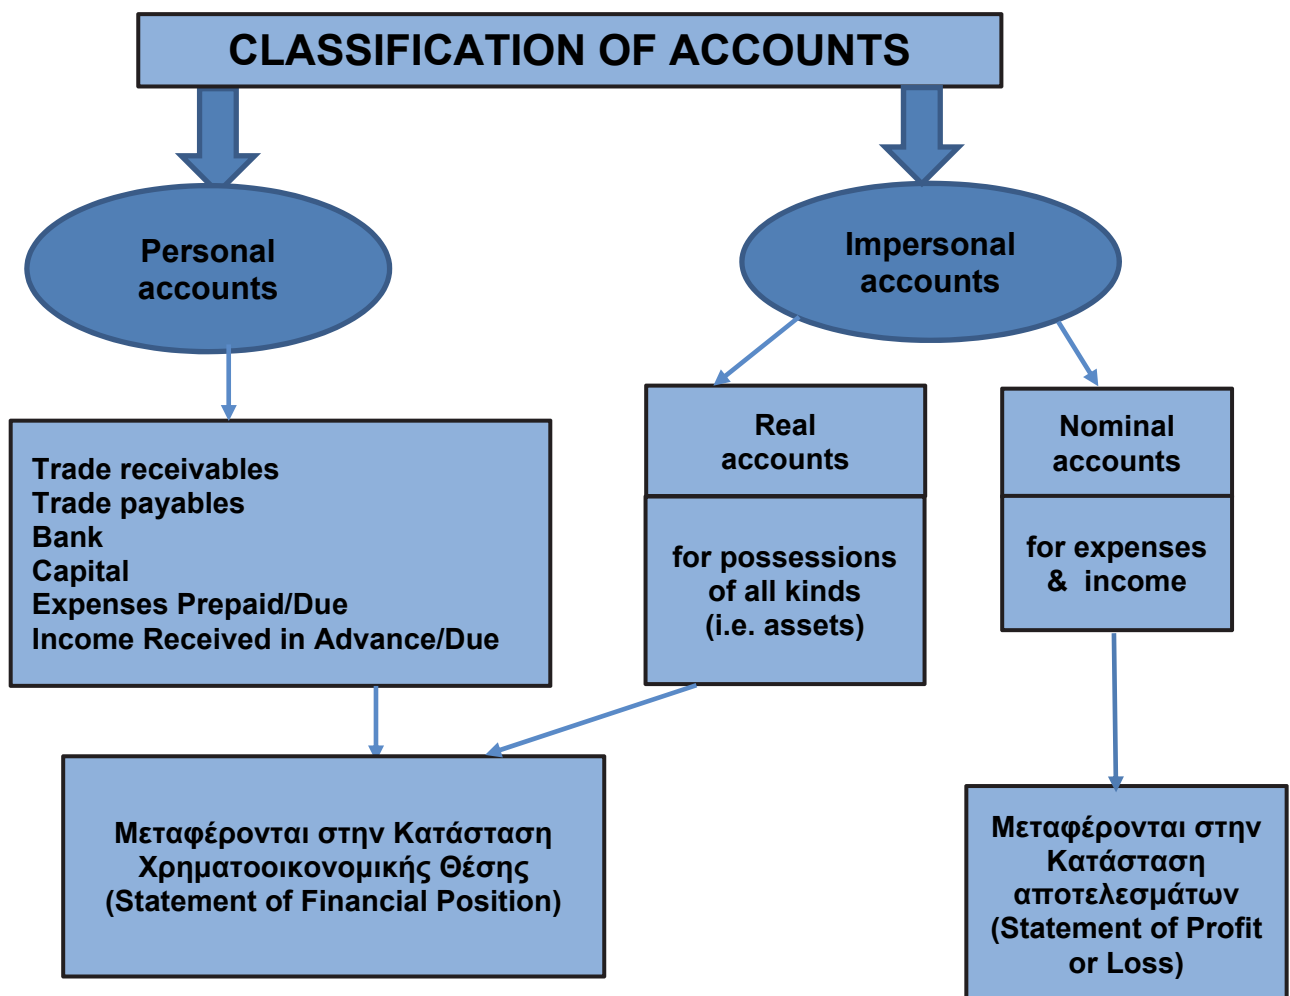 CLASSIFICATION OF ACCOUNTS
Personal
accounts
Impersonal
accounts
Trade receivables
Trade payables
Bank
Capital
Expenses Prepaid/Due
Income Received in Advance/Due
Real
accounts
for possessions
of all kinds
(i.e. assets)
Nominal
accounts
for expenses
& income
Μεταφέρονται στην Κατάσταση
Χρηματοοικονομικής Θέσης
(Statement of Financial Position)
Μεταφέρονται στην
Κατάσταση
αποτελεσμάτων
(Statement of Profit
or Loss)